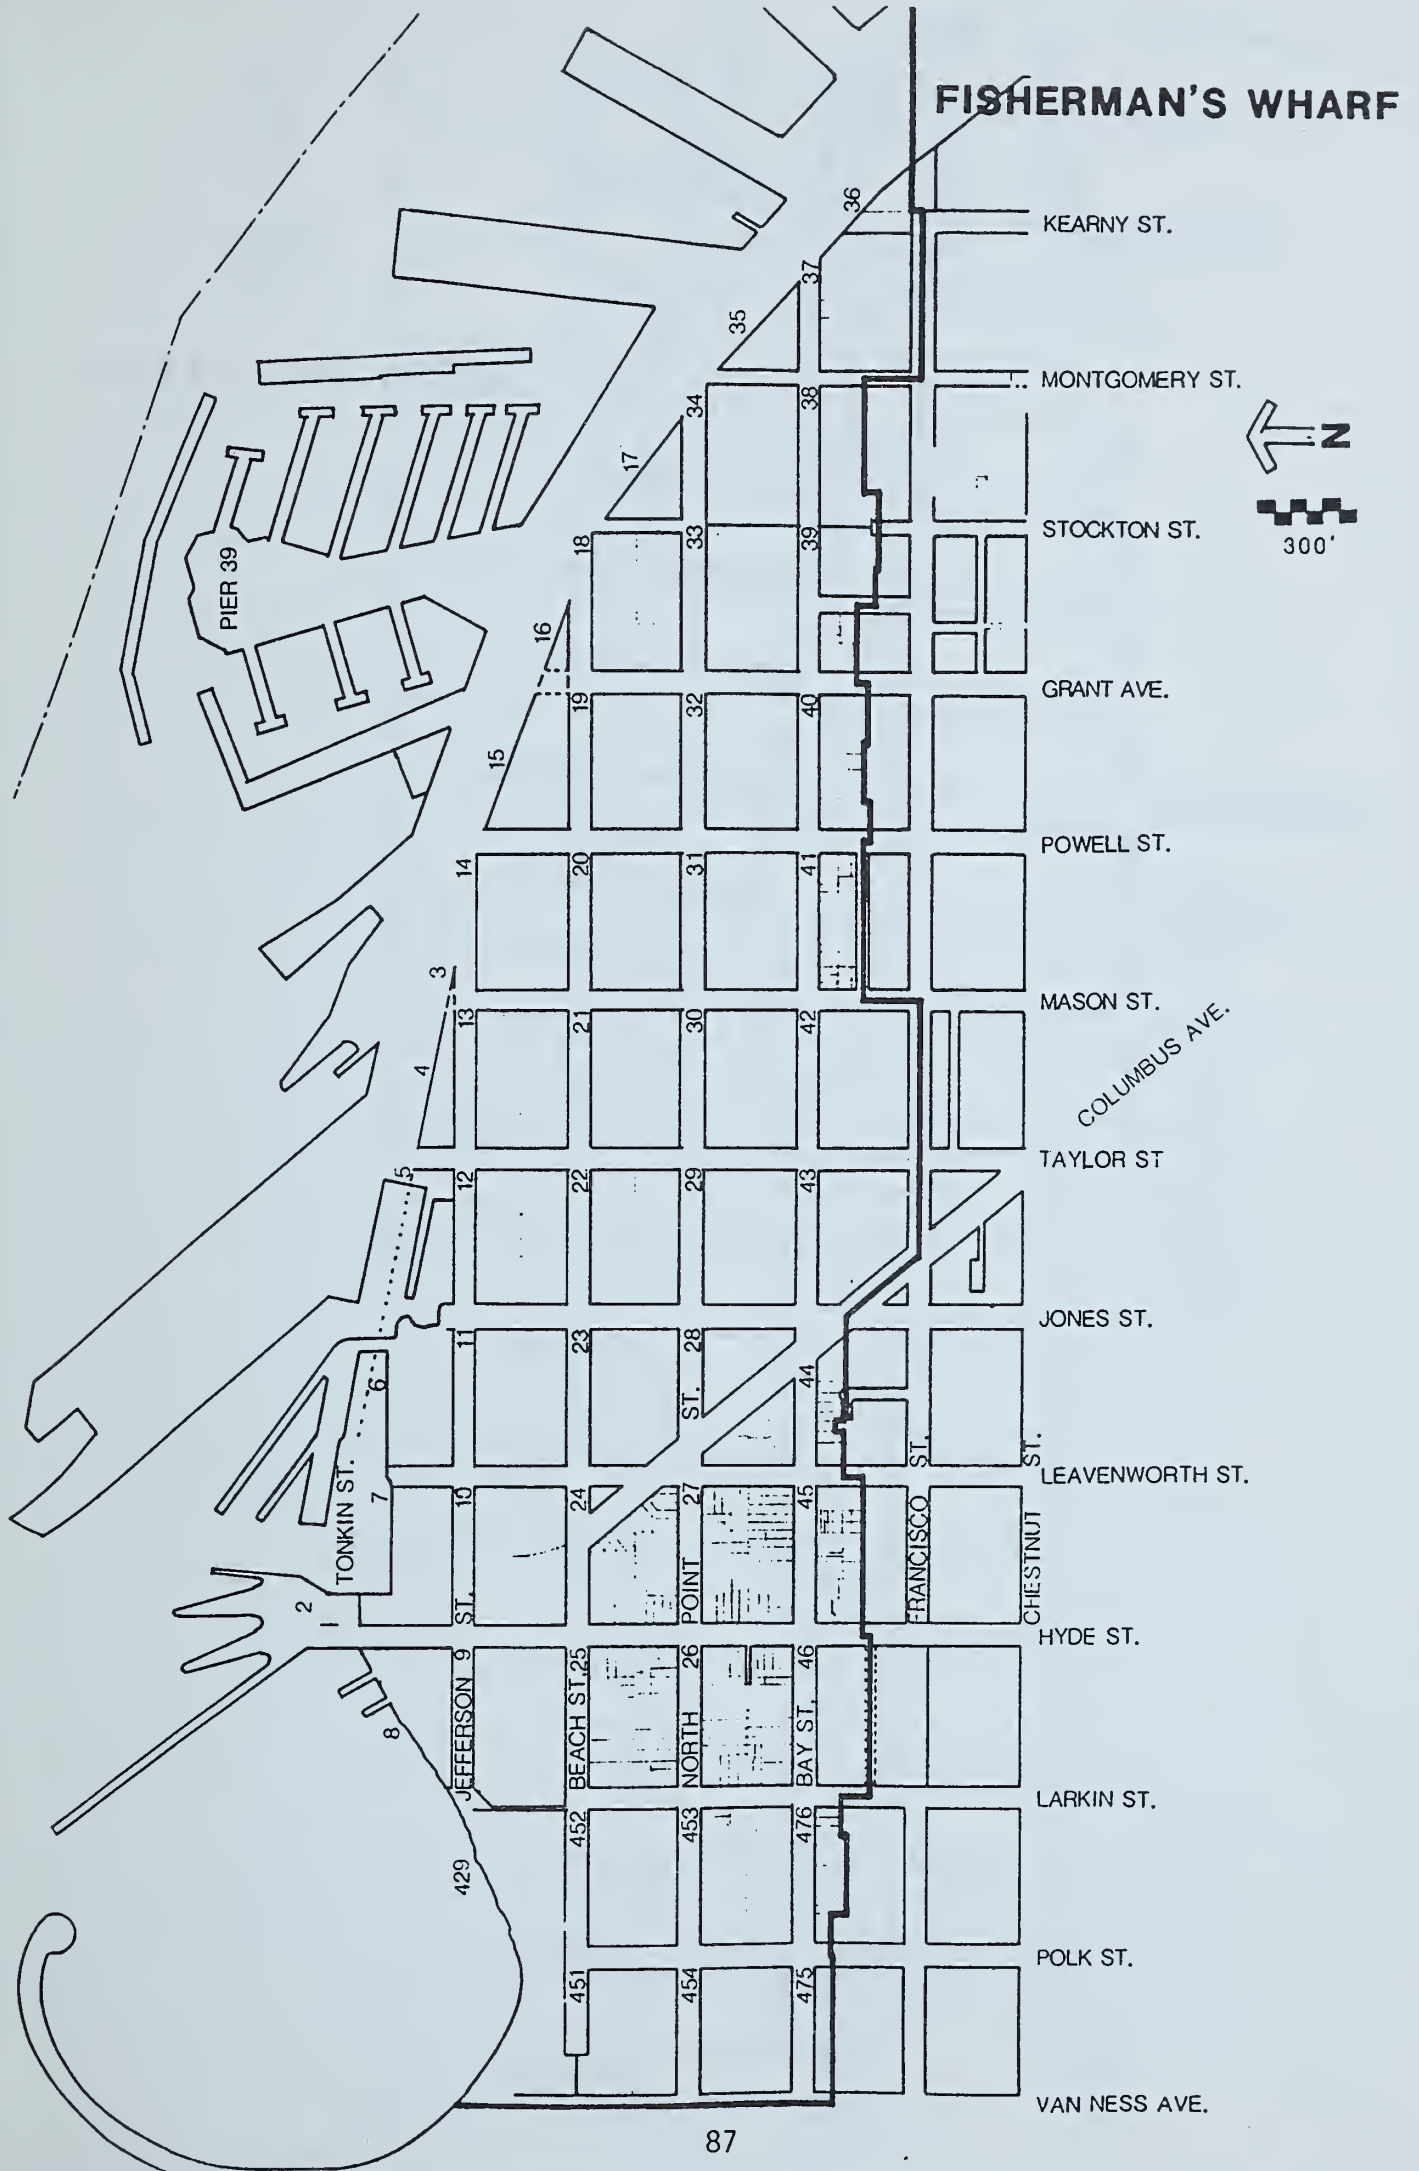 FISHERMAN'S WHARF
36
KEARNY ST.
37
35
MONTGOMERY ST.
34
38
N
17
300'
STOCKTON ST.
18
33
39
PIER 39
16
GRANT AVE.
19
32
40
15
POWELL ST.
14
20
31
41
3
MASON ST.
13
21
30
42
COLUMBUS AVE.
4
TAYLOR ST
5
12
22
29
43
JONES ST.
11
23
28
44
6
ST.
ST.
ST.
LEAVENWORTH ST.
TONKIN ST.
7
10
24
27
45
FRANCISCO
CHESTNUT
POINT
2
ST.
1
HYDE ST.
9
25
26
46
8
JEFFERSON
BEACH ST.
NORTH
BAY ST.
LARKIN ST.
452
453
476
429
POLK ST.
451
454
475
VAN NESS AVE.
87